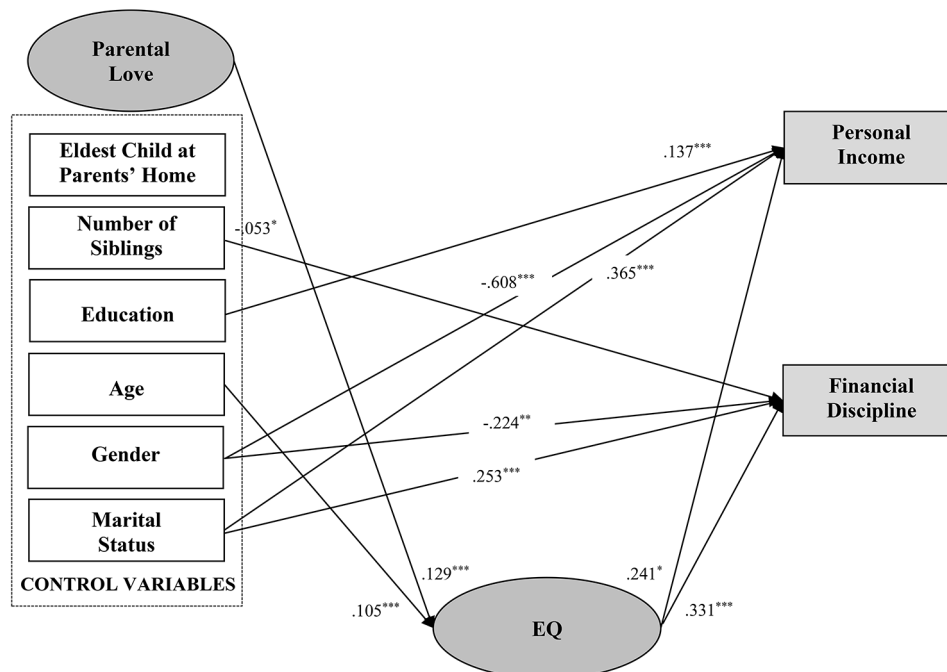 Parental
Love
Eldest Child at
Parents’ Home
Number of
Siblings
Education
Age
Gender
Marital
Status
CONTROL VARIABLES
-.053*
.137***
-.608***
.365***
-.224**
.253***
.129***
.105***
.241*
.331***
EQ
Personal
Income
Financial
Discipline